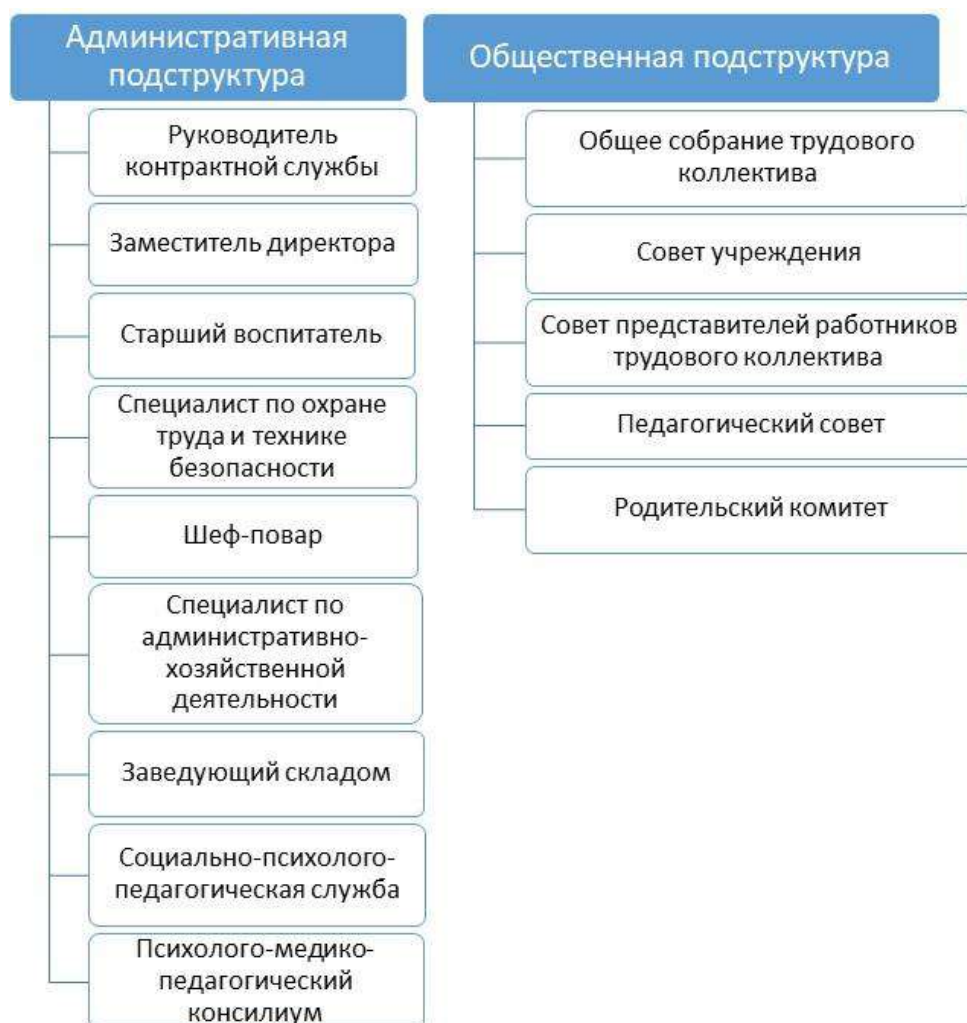 Административная
подструктура
Руководитель
контрактной службы
Заместитель директора
Старший воспитатель
Специалист по охране
труда и технике
безопасности
Шеф-повар
Специалист по
административно-
хозяйственной
деятельности
Заведующий складом
Социально-психолого-
педагогическая служба
Психолого-медико-
педагогический
консилиум
Общественная подструктура
Общее собрание трудового
коллектива
Совет учреждения
Совет представителей работников
трудового коллектива
Педагогический совет
Родительский комитет